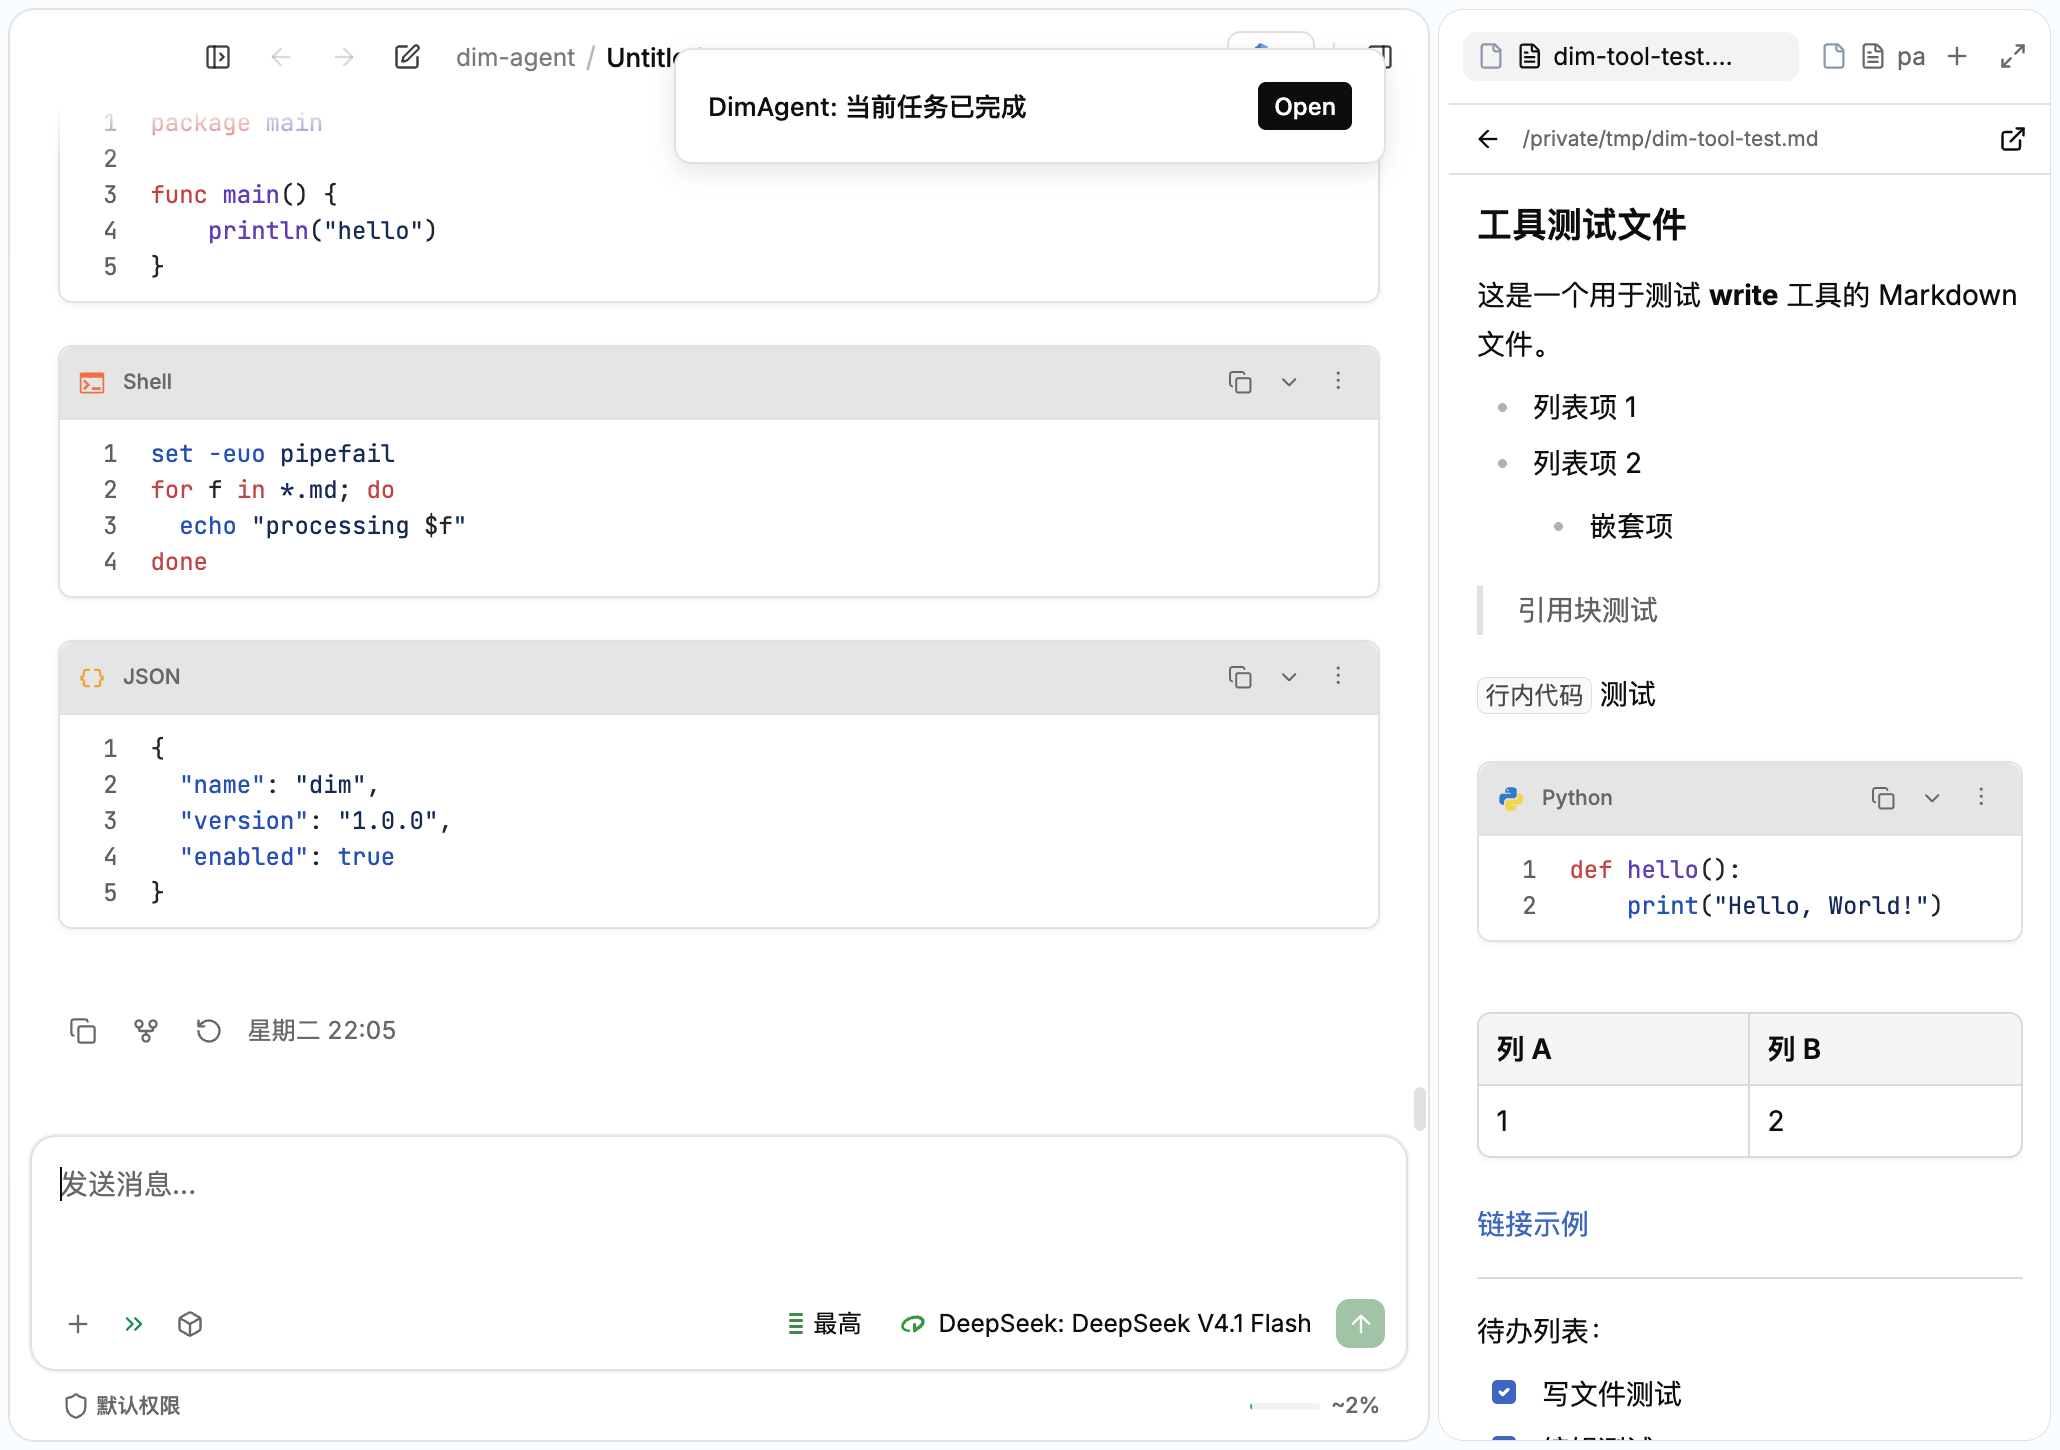 dim-agent / Untitle
DimAgent: 当前任务已完成
Open
1 package main
2
3 func main() {
4     println("hello")
5 }
Shell
1 set -euo pipefail
2 for f in *.md; do
3   echo "processing $f"
4 done
JSON
1 {
2   "name": "dim",
3   "version": "1.0.0",
4   "enabled": true
5 }
星期二 22:05
发送消息...
最高
DeepSeek: DeepSeek V4.1 Flash
默认权限
~2%
dim-tool-test....
pa
/private/tmp/dim-tool-test.md
工具测试文件
这是一个用于测试 write 工具的 Markdown
文件。
列表项 1
列表项 2
嵌套项
引用块测试
行内代码 测试
Python
1 def hello():
2     print("Hello, World!")
列 A 列 B
1 2
链接示例
待办列表：
写文件测试